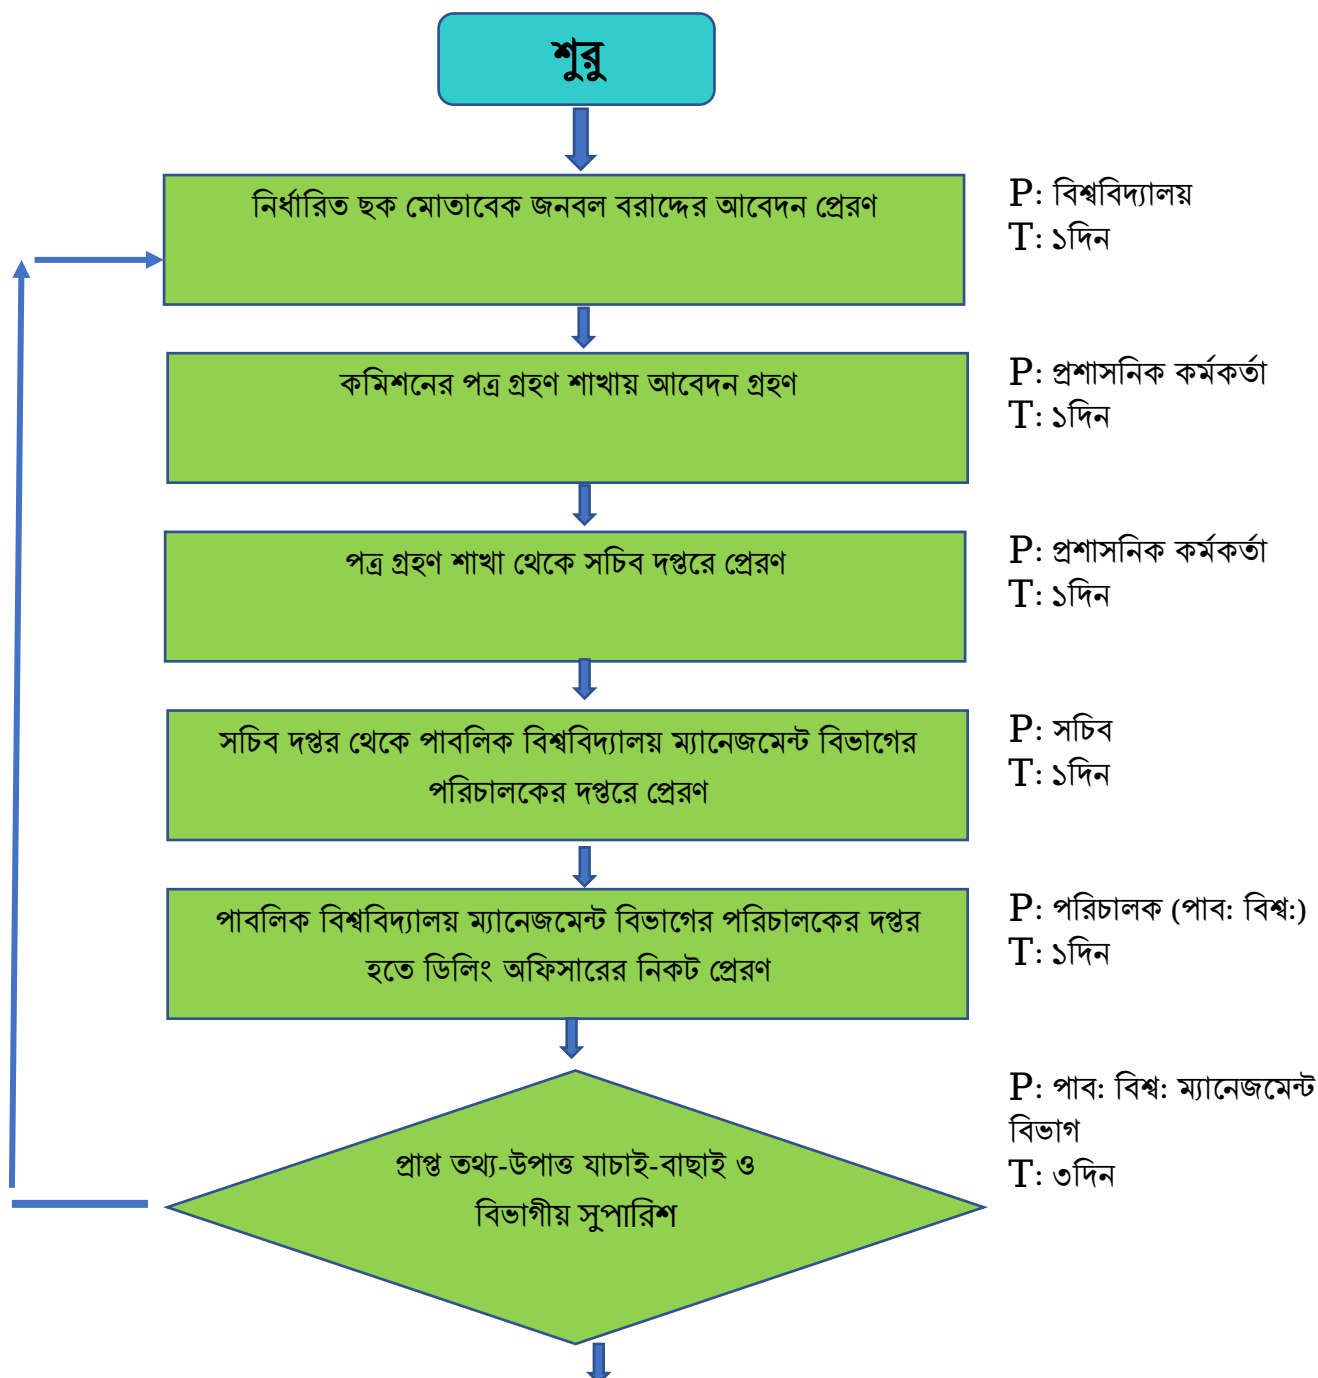 শুরু
নির্ধারিত ছক মোতাবেক জনবল বরাদ্দের আবেদন প্রেরণ
P: বিশ্ববিদ্যালয়
T: ১দিন
কমিশনের পত্র গ্রহণ শাখায় আবেদন গ্রহণ
P: প্রশাসনিক কর্মকর্তা
T: ১দিন
পত্র গ্রহণ শাখা থেকে সচিব দপ্তরে প্রেরণ
P: প্রশাসনিক কর্মকর্তা
T: ১দিন
সচিব দপ্তর থেকে পাবলিক বিশ্ববিদ্যালয় ম্যানেজমেন্ট বিভাগের
পরিচালকের দপ্তরে প্রেরণ
P: সচিব
T: ১দিন
পাবলিক বিশ্ববিদ্যালয় ম্যানেজমেন্ট বিভাগের পরিচালকের দপ্তর
হতে ডিলিং অফিসারের নিকট প্রেরণ
P: পরিচালক (পাব: বিশ্ব:)
T: ১দিন
প্রাপ্ত তথ্য-উপাত্ত যাচাই-বাছাই ও
বিভাগীয় সুপারিশ
P: পাব: বিশ্ব: ম্যানেজমেন্ট
বিভাগ
T: ৩দিন